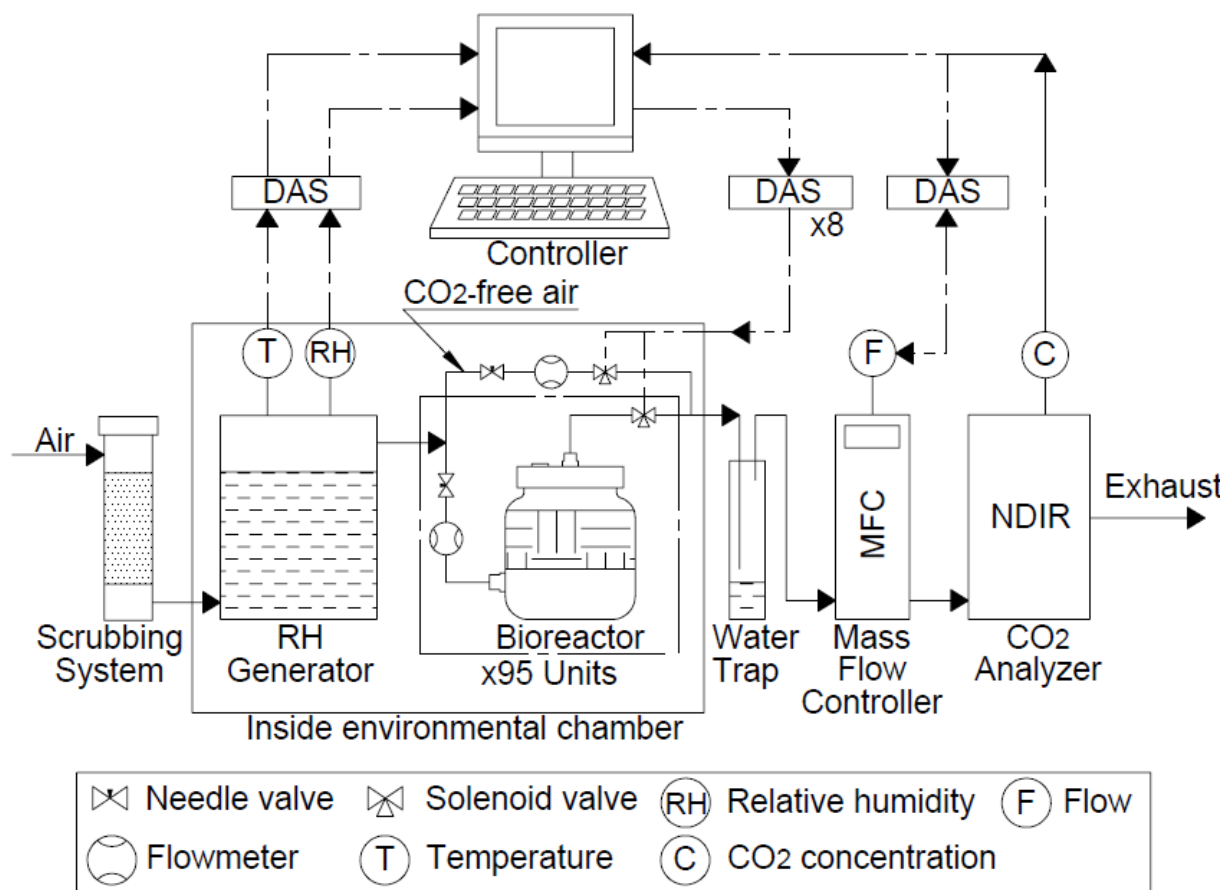 DAS
DAS
x8
DAS
Controller
CO2-free air
T
RH
F
C
Air
Exhaust
MFC
NDIR
Scrubbing
System
RH
Generator
Bioreactor
x95 Units
Water
Trap
Mass
Flow
Controller
CO2
Analyzer
Inside environmental chamber
Needle valve
Solenoid valve
RH Relative humidity
F Flow
Flowmeter
T Temperature
C CO2 concentration